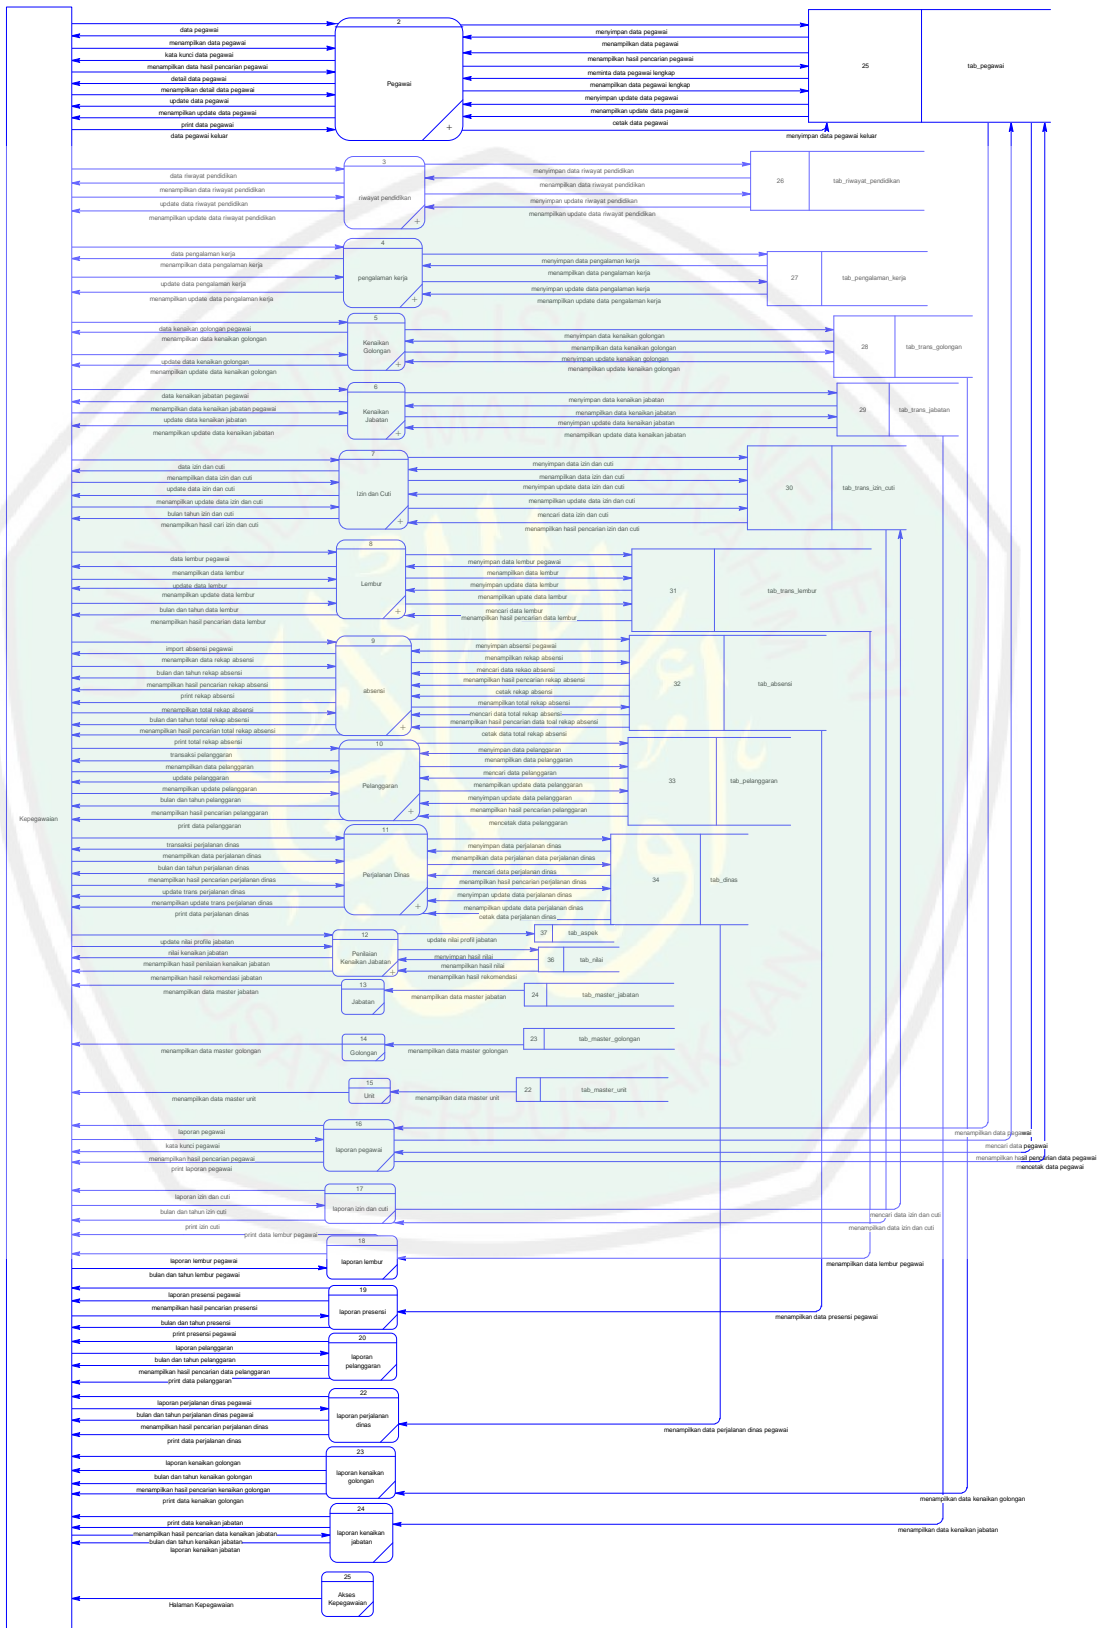 Kepegawaian
2
Pegawai
data pegawai
menampilkan data pegawai
kata kunci data pegawai
menampilkan data hasil pencarian pegawai
detail data pegawai
menampilkan detail data pegawai
update data pegawai
menampilkan update data pegawai
print data pegawai
data pegawai keluar
menyimpan data pegawai
menampilkan data pegawai
menampilkan hasil pencarian pegawai
meminta data pegawai lengkap
menampilkan data pegawai lengkap
menyimpan update data pegawai
menampilkan update data pegawai
cetak data pegawai
menyimpan data pegawai keluar
25
tab_pegawai
3
riwayat pendidikan
data riwayat pendidikan
menampilkan data riwayat pendidikan
update data riwayat pendidikan
menampilkan update data riwayat pendidikan
menyimpan data riwayat pendidikan
menampilkan data riwayat pendidikan
menyimpan update riwayat pendidikan
menampilkan update data riwayat pendidikan
26
tab_riwayat_pendidikan
4
pengalaman kerja
data pengalaman kerja
menampilkan data pengalaman kerja
update data pengalaman kerja
menampilkan update data pengalaman kerja
menyimpan data pengalaman kerja
menampilkan data pengalaman kerja
menyimpan update data pengalaman kerja
menampilkan update data pengalaman kerja
27
tab_pengalaman_kerja
5
Kenaikan
Golongan
data kenaikan golongan pegawai
menampilkan data kenaikan golongan
update data kenaikan golongan
menampilkan update data kenaikan golongan
menyimpan data kenaikan golongan
menampilkan data kenaikan golongan
menyimpan update kenaikan golongan
menampilkan update data kenaikan golongan
28
tab_trans_golongan
6
Kenaikan
Jabatan
data kenaikan jabatan pegawai
menampilkan data kenaikan jabatan pegawai
update data kenaikan jabatan
menampilkan update data kenaikan jabatan
menyimpan data kenaikan jabatan
menampilkan data kenaikan jabatan
menyimpan update data kenaikan jabatan
menampilkan update data kenaikan jabatan
29
tab_trans_jabatan
7
Izin dan Cuti
data izin dan cuti
menampilkan data izin dan cuti
update data izin dan cuti
menampilkan update data izin dan cuti
bulan tahun izin dan cuti
menampilkan hasil cari izin dan cuti
menyimpan data izin dan cuti
menampilkan data izin dan cuti
menyimpan update data izin dan cuti
menampilkan update data izin dan cuti
mencari data izin dan cuti
menampilkan hasil pencarian izin dan cuti
30
tab_trans_izin_cuti
8
Lembur
data lembur pegawai
menampilkan data lembur
update data lembur
menampilkan update data lembur
bulan dan tahun data lembur
menampilkan hasil pencarian data lembur
menyimpan data lembur pegawai
menampilkan data lembur
menyimpan update data lembur
menampilkan upate data lembur
mencari data lembur
menampilkan hasil pencarian data lembur
31
tab_trans_lembur
9
absensi
import absensi pegawai
menampilkan data rekap absensi
bulan dan tahun rekap absensi
menampilkan hasil pencarian rekap absensi
print rekap absensi
menampilkan total rekap absensi
bulan dan tahun total rekap absensi
menampilkan hasil pencarian total rekap absensi
print total rekap absensi
menyimpan absensi pegawai
menampilkan rekap absensi
mencari data rekao absensi
menampilkan hasil pencarian rekap absensi
cetak rekap absensi
menampilkan total rekap absensi
mencari data total rekap absensi
menampilkan hasil pencarian data toal rekap absensi
cetak data total rekap absensi
32
tab_absensi
10
Pelanggaran
transaksi pelanggaran
menampilkan data pelanggaran
update pelanggaran
menampilkan update pelanggaran
bulan dan tahun pelanggaran
menampilkan hasil pencarian pelanggaran
print data pelanggaran
menyimpan data pelanggaran
menampilkan data pelanggaran
mencari data pelanggaran
menampilkan update data pelanggaran
menyimpan update data pelanggaran
menampilkan hasil pencarian pelanggaran
mencetak data pelanggaran
33
tab_pelanggaran
11
Perjalanan Dinas
transaksi perjalanan dinas
menampilkan data perjalanan dinas
bulan dan tahun perjalanan dinas
menampilkan hasil pencarian perjalanan dinas
update trans perjalanan dinas
menampilkan update trans perjalanan dinas
print data perjalanan dinas
menyimpan data perjalanan dinas
menampilkan data perjalanan data perjalanan dinas
mencari data perjalanan dinas
menampilkan hasil pencarian perjalanan dinas
menyimpan update data perjalanan dinas
menampilkan update data perjalanan dinas
cetak data perjalanan dinas
34
tab_dinas
12
Penilaian
Kenaikan Jabatan
update nilai profile jabatan
nilai kenaikan jabatan
menampilkan hasil penilaian kenaikan jabatan
menampilkan hasil rekomendasi jabatan
update nilai profil jabatan
menyimpan hasil nilai
menampilkan hasil nilai
menampilkan hasil rekomendasi
37
tab_aspek
36
tab_nilai
13
Jabatan
menampilkan data master jabatan
menampilkan data master jabatan
24
tab_master_jabatan
14
Golongan
menampilkan data master golongan
menampilkan data master golongan
23
tab_master_golongan
15
Unit
menampilkan data master unit
menampilkan data master unit
22
tab_master_unit
16
laporan pegawai
laporan pegawai
kata kunci pegawai
menampilkan hasil pencarian pegawai
print laporan pegawai
menampilkan data pegawai
mencari data pegawai
menampilkan hasil pencarian data pegawai
mencetak data pegawai
17
laporan izin dan cuti
laporan izin dan cuti
bulan dan tahun izin cuti
print izin cuti
mencari data izin dan cuti
menampilkan data izin dan cuti
18
laporan lembur
print data lembur pegawai
laporan lembur pegawai
bulan dan tahun lembur pegawai
menampilkan data lembur pegawai
19
laporan presensi
laporan presensi pegawai
menampilkan hasil pencarian presensi
bulan dan tahun presensi
print presensi pegawai
menampilkan data presensi pegawai
20
laporan
pelanggaran
laporan pelanggaran
bulan dan tahun pelanggaran
menampilkan hasil pencarian data pelanggaran
print data pelanggaran
22
laporan perjalanan
dinas
laporan perjalanan dinas pegawai
bulan dan tahun perjalanan dinas pegawai
menampilkan hasil pencarian perjalanan dinas
print data perjalanan dinas
menampilkan data perjalanan dinas pegawai
23
laporan kenaikan
golongan
laporan kenaikan golongan
bulan dan tahun kenaikan golongan
menampilkan hasil pencarian kenaikan golongan
print data kenaikan golongan
menampilkan data kenaikan golongan
24
laporan kenaikan
jabatan
print data kenaikan jabatan
menampilkan hasil pencarian data kenaikan jabatan
bulan dan tahun kenaikan jabatan
laporan kenaikan jabatan
menampilkan data kenaikan jabatan
25
Akses
Kepegawaian
Halaman Kepegawaian